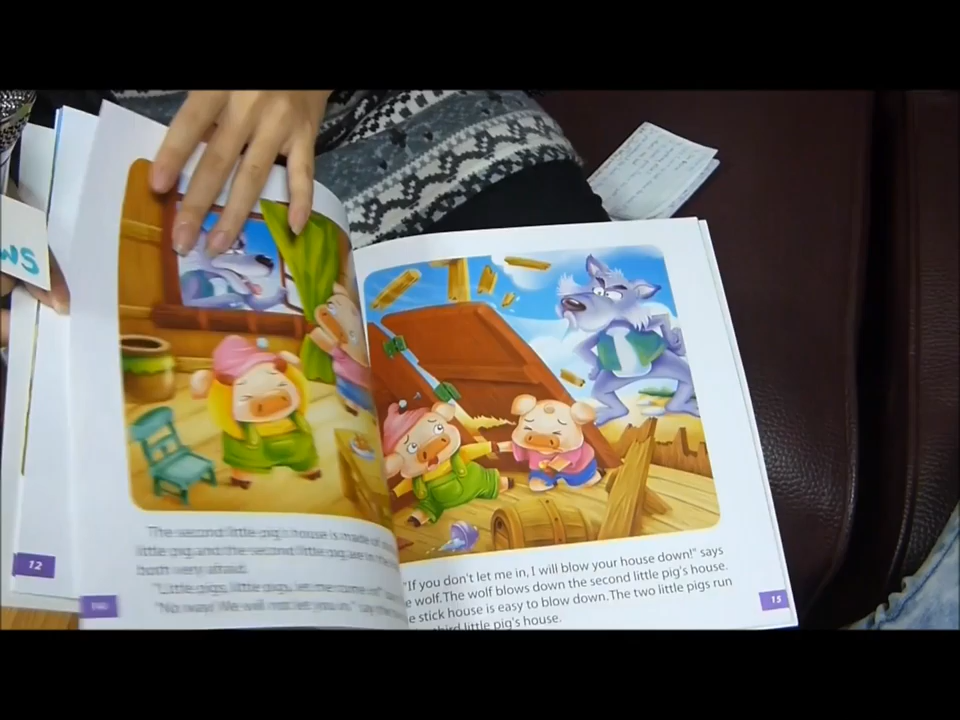 ws
12
The second little pig's house is made of
little pig and the second little pig are in the
both very afraid.
"Little pigs, little pigs, let me come in!"
"No way! We will not let you in," say the
"If you don't let me in, I will blow your house down!" says
wolf. The wolf blows down the second little pig's house.
stick house is easy to blow down. The two little pigs run
third little pig's house.
15